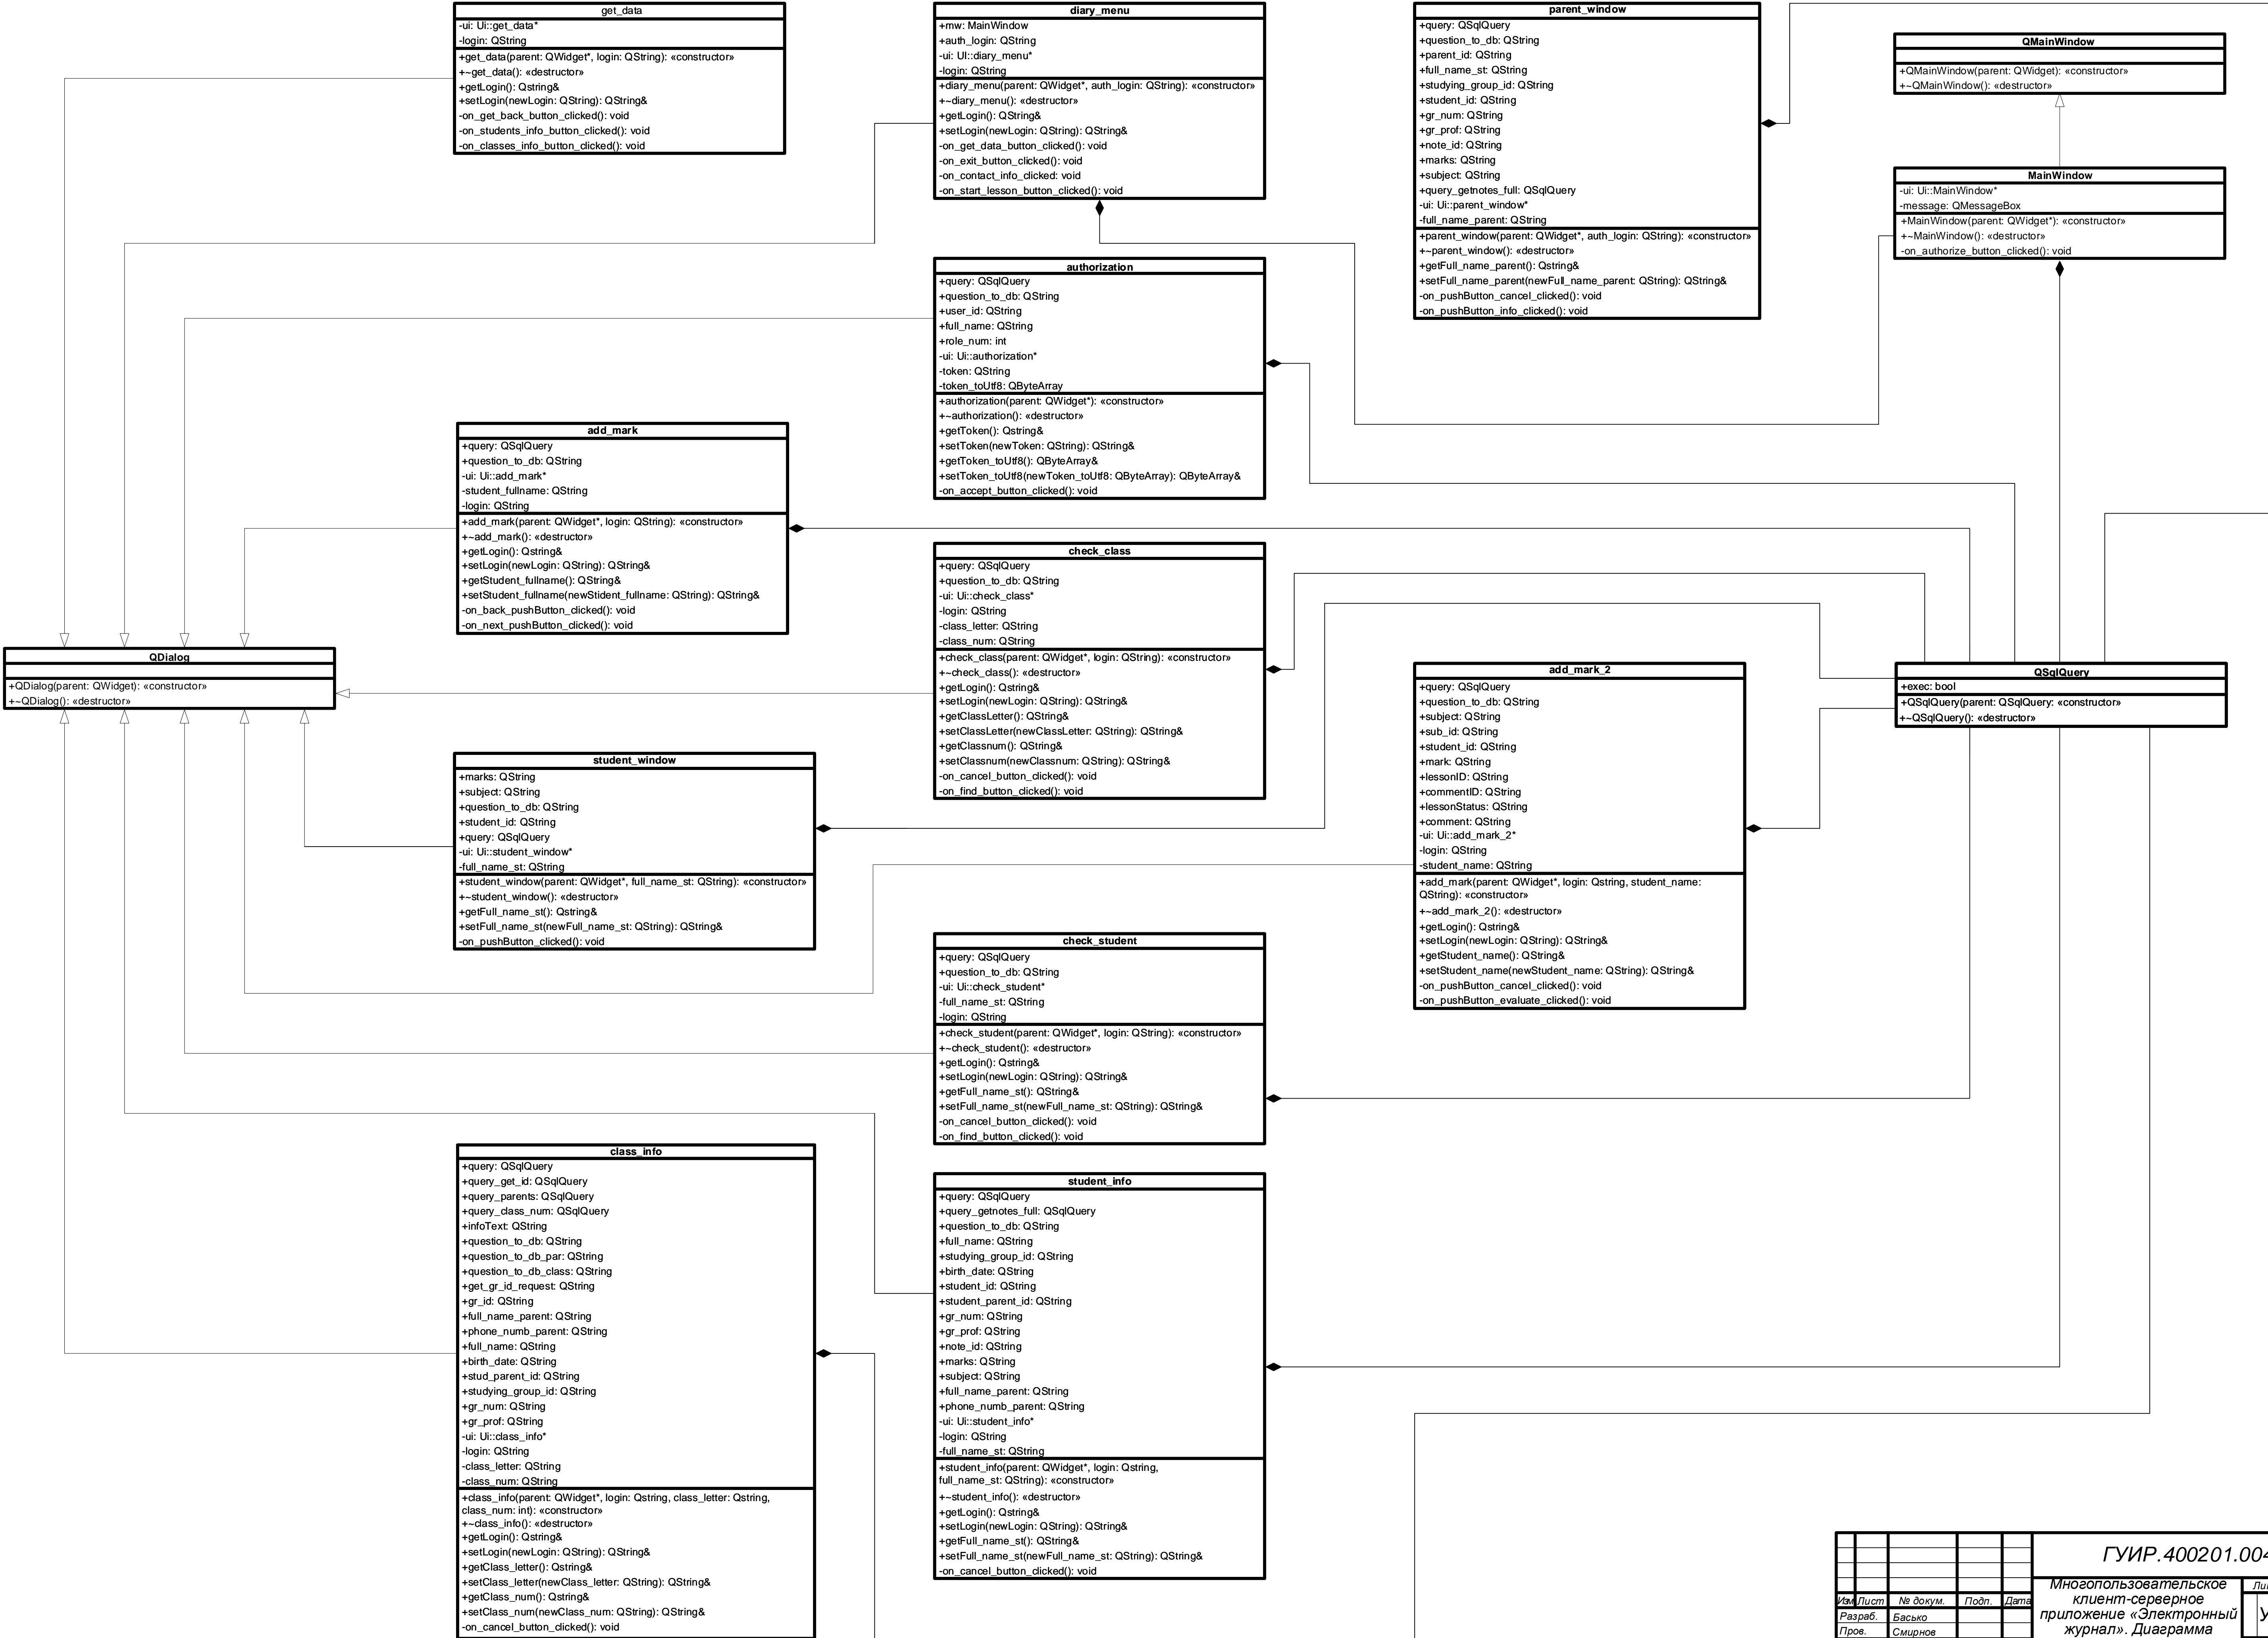 get_data
-ui: Ui::get_data*
-login: QString
+get_data(parent: QWidget*, login: QString): «constructor»
+~get_data(): «destructor»
+getLogin(): Qstring&
+setLogin(newLogin: QString): QString&
-on_get_back_button_clicked(): void
-on_students_info_button_clicked(): void
-on_classes_info_button_clicked(): void
diary_menu
+mw: MainWindow
+auth_login: QString
-ui: UI::diary_menu*
-login: QString
+diary_menu(parent: QWidget*, auth_login: QString): «constructor»
+~diary_menu(): «destructor»
+getLogin(): QString&
+setLogin(newLogin: QString): QString&
-on_get_data_button_clicked(): void
-on_exit_button_clicked(): void
-on_contact_info_clicked: void
-on_start_lesson_button_clicked(): void
parent_window
+query: QSqlQuery
+question_to_db: QString
+parent_id: QString
+full_name_st: QString
+studying_group_id: QString
+student_id: QString
+gr_num: QString
+gr_prof: QString
+note_id: QString
+marks: QString
+subject: QString
+query_getnotes_full: QSqlQuery
-ui: Ui::parent_window*
-full_name_parent: QString
+parent_window(parent: QWidget*, auth_login: QString): «constructor»
+~parent_window(): «destructor»
+getFull_name_parent(): Qstring&
+setFull_name_parent(newFull_name_parent: QString): QString&
-on_pushButton_cancel_clicked(): void
-on_pushButton_info_clicked(): void
QMainWindow
+QMainWindow(parent: QWidget): «constructor»
+~QMainWindow(): «destructor»
MainWindow
-ui: Ui::MainWindow*
-message: QMessageBox
+MainWindow(parent: QWidget*): «constructor»
+~MainWindow(): «destructor»
-on_authorize_button_clicked(): void
authorization
+query: QSqlQuery
+question_to_db: QString
+user_id: QString
+full_name: QString
+role_num: int
-ui: Ui::authorization*
-token: QString
-token_toUtf8: QByteArray
+authorization(parent: QWidget*): «constructor»
+~authorization(): «destructor»
+getToken(): Qstring&
+setToken(newToken: QString): QString&
+getToken_toUtf8(): QByteArray&
+setToken_toUtf8(newToken_toUtf8: QByteArray): QByteArray&
-on_accept_button_clicked(): void
add_mark
+query: QSqlQuery
+question_to_db: QString
-ui: Ui::add_mark*
-student_fullname: QString
-login: QString
+add_mark(parent: QWidget*, login: QString): «constructor»
+~add_mark(): «destructor»
+getLogin(): Qstring&
+setLogin(newLogin: QString): QString&
+getStudent_fullname(): QString&
+setStudent_fullname(newStident_fullname: QString): QString&
-on_back_pushButton_clicked(): void
-on_next_pushButton_clicked(): void
check_class
+query: QSqlQuery
+question_to_db: QString
-ui: Ui::check_class*
-login: QString
-class_letter: QString
-class_num: QString
+check_class(parent: QWidget*, login: QString): «constructor»
+~check_class(): «destructor»
+getLogin(): Qstring&
+setLogin(newLogin: QString): QString&
+getClassLetter(): QString&
+setClassLetter(newClassLetter: QString): QString&
+getClassnum(): QString&
+setClassnum(newClassnum: QString): QString&
-on_cancel_button_clicked(): void
-on_find_button_clicked(): void
QDialog
+QDialog(parent: QWidget): «constructor»
+~QDialog(): «destructor»
add_mark_2
+query: QSqlQuery
+question_to_db: QString
+subject: QString
+sub_id: QString
+student_id: QString
+mark: QString
+lessonID: QString
+commentID: QString
+lessonStatus: QString
+comment: QString
-ui: Ui::add_mark_2*
-login: QString
-student_name: QString
+add_mark(parent: QWidget*, login: Qstring, student_name:
QString): «constructor»
+~add_mark_2(): «destructor»
+getLogin(): Qstring&
+setLogin(newLogin: QString): QString&
+getStudent_name(): QString&
+setStudent_name(newStudent_name: QString): QString&
-on_pushButton_cancel_clicked(): void
-on_pushButton_evaluate_clicked(): void
QSqlQuery
+exec: bool
+QSqlQuery(parent: QSqlQuery: «constructor»
+~QSqlQuery(): «destructor»
student_window
+marks: QString
+subject: QString
+question_to_db: QString
+student_id: QString
+query: QSqlQuery
-ui: Ui::student_window*
-full_name_st: QString
+student_window(parent: QWidget*, full_name_st: QString): «constructor»
+~student_window(): «destructor»
+getFull_name_st(): Qstring&
+setFull_name_st(newFull_name_st: QString): QString&
-on_pushButton_clicked(): void
check_student
+query: QSqlQuery
+question_to_db: QString
-ui: Ui::check_student*
-full_name_st: QString
-login: QString
+check_student(parent: QWidget*, login: QString): «constructor»
+~check_student(): «destructor»
+getLogin(): Qstring&
+setLogin(newLogin: QString): QString&
+getFull_name_st(): QString&
+setFull_name_st(newFull_name_st: QString): QString&
-on_cancel_button_clicked(): void
-on_find_button_clicked(): void
class_info
+query: QSqlQuery
+query_get_id: QSqlQuery
+query_parents: QSqlQuery
+query_class_num: QSqlQuery
+infoText: QString
+question_to_db: QString
+question_to_db_par: QString
+question_to_db_class: QString
+get_gr_id_request: QString
+gr_id: QString
+full_name_parent: QString
+phone_numb_parent: QString
+full_name: QString
+birth_date: QString
+stud_parent_id: QString
+studying_group_id: QString
+gr_num: QString
+gr_prof: QString
-ui: Ui::class_info*
-login: QString
-class_letter: QString
-class_num: QString
+class_info(parent: QWidget*, login: Qstring, class_letter: Qstring,
class_num: int): «constructor»
+~class_info(): «destructor»
+getLogin(): Qstring&
+setLogin(newLogin: QString): QString&
+getClass_letter(): Qstring&
+setClass_letter(newClass_letter: QString): QString&
+getClass_num(): Qstring&
+setClass_num(newClass_num: QString): QString&
-on_cancel_button_clicked(): void
student_info
+query: QSqlQuery
+query_getnotes_full: QSqlQuery
+question_to_db: QString
+full_name: QString
+studying_group_id: QString
+birth_date: QString
+student_id: QString
+student_parent_id: QString
+gr_num: QString
+gr_prof: QString
+note_id: QString
+marks: QString
+subject: QString
+full_name_parent: QString
+phone_numb_parent: QString
-ui: Ui::student_info*
-login: QString
-full_name_st: QString
+student_info(parent: QWidget*, login: Qstring,
full_name_st: QString): «constructor»
+~student_info(): «destructor»
+getLogin(): Qstring&
+setLogin(newLogin: QString): QString&
+getFull_name_st(): QString&
+setFull_name_st(newFull_name_st: QString): QString&
-on_cancel_button_clicked(): void
ГУИР.400201.004
Многопользовательское
клиент-серверное
приложение «Электронный
журнал». Диаграмма
Изм Лист № докум. Подп. Дата
Разраб. Басько
Пров. Смирнов